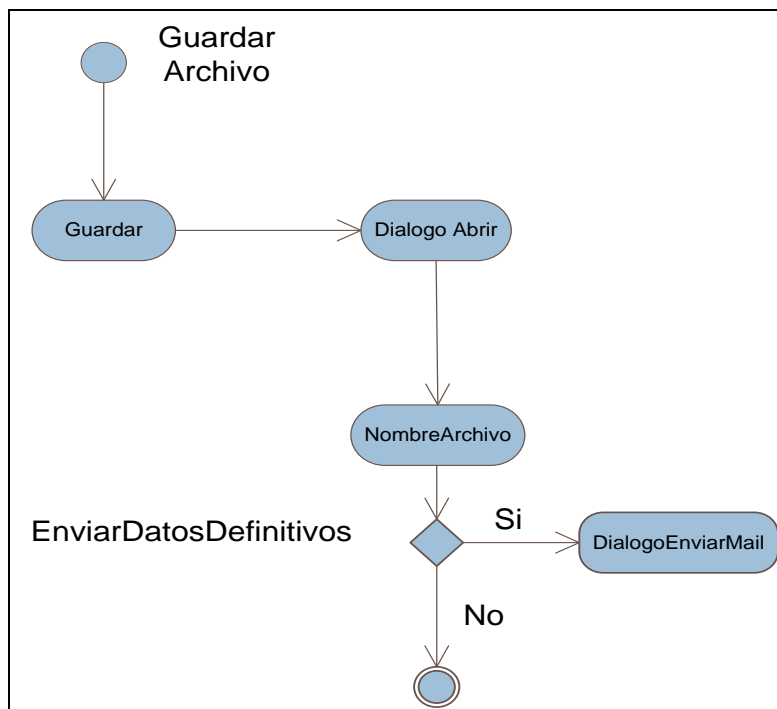 Guardar
Archivo
Guardar
Dialogo Abrir
NombreArchivo
EnviarDatosDefinitivos
Si
DialogoEnviarMail
No